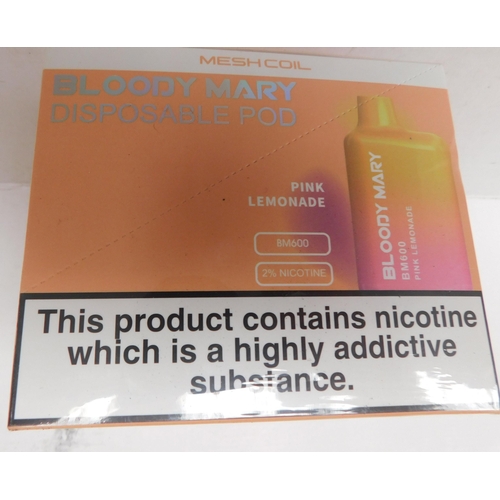 MESH COIL
BLOODY MARY
DISPOSABLE POD
PINK
LEMONADE
BM600
2% NICOTINE
BLOODY MARY
BM600
PINK LEMONADE
This product contains nicotine
which is a highly addictive
substance.